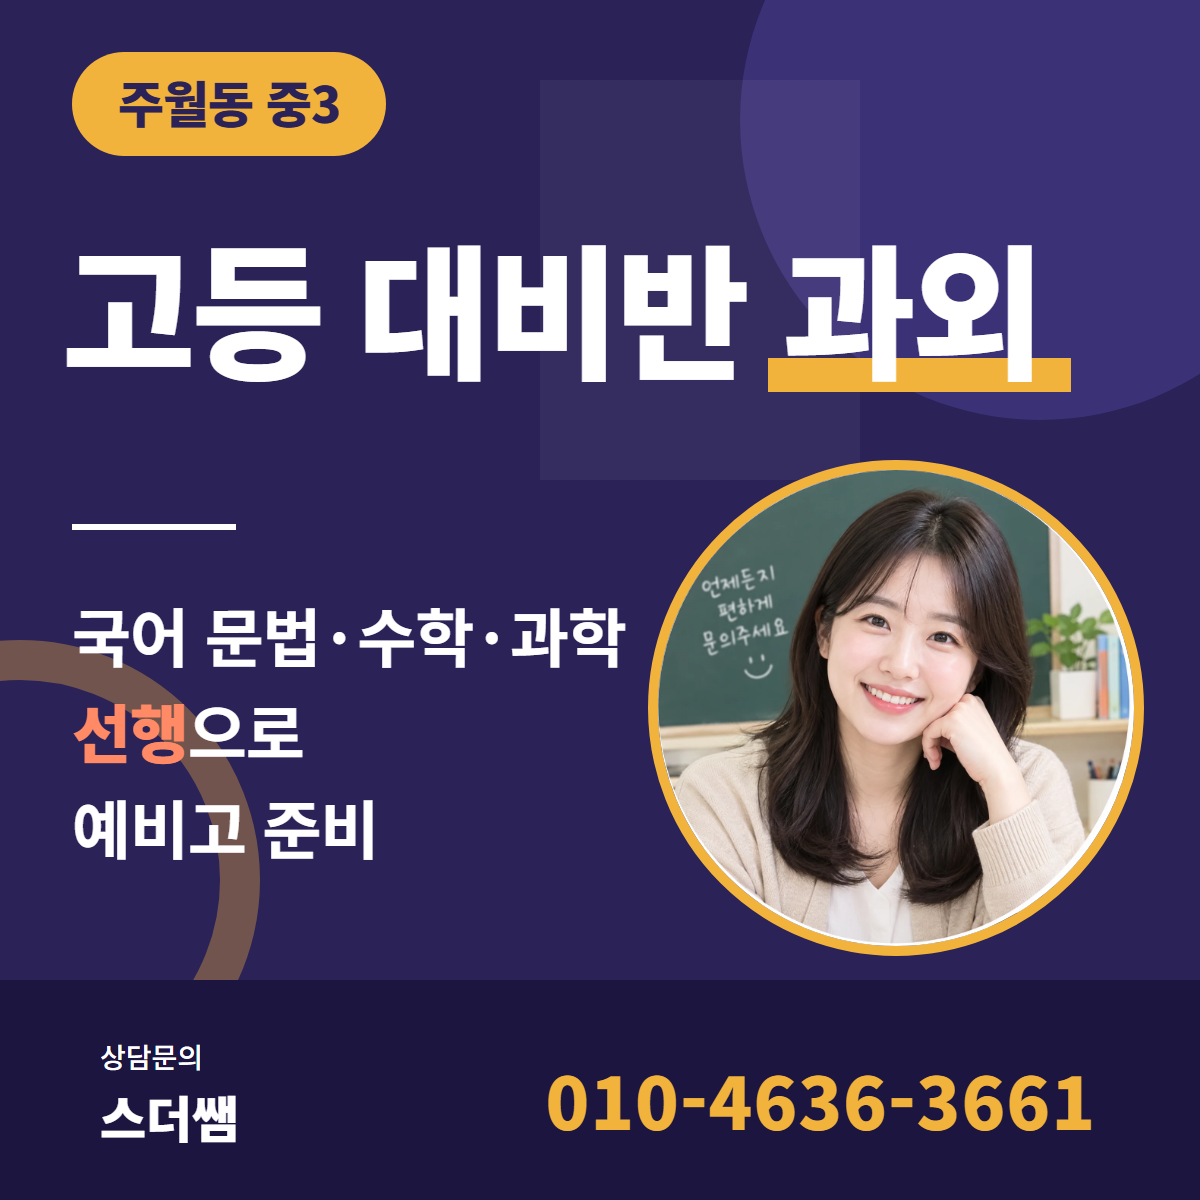 주월동 중3
고등 대비반 과외
국어 문법·수학·과학
선행으로
예비고 준비
언제든지
편하게
문의주세요
상담문의
스더쌤
010-4636-3661